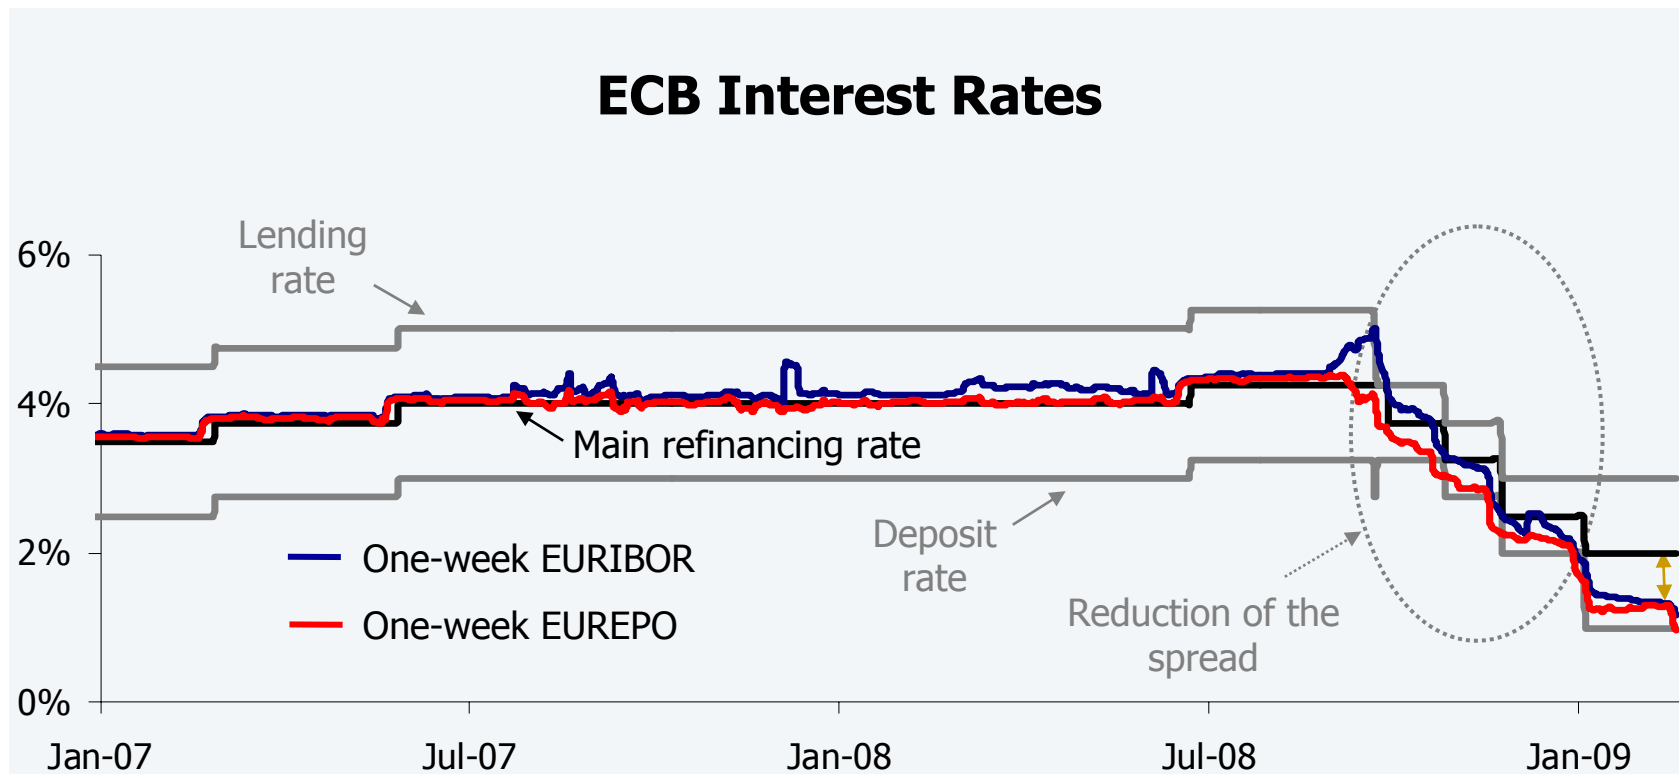 ECB Interest Rates
6%
4%
2%
0%
Lending
rate
Main refinancing rate
Deposit
rate
Reduction of the
spread
One-week EURIBOR
One-week EUREPO
Jan-07
Jul-07
Jan-08
Jul-08
Jan-09